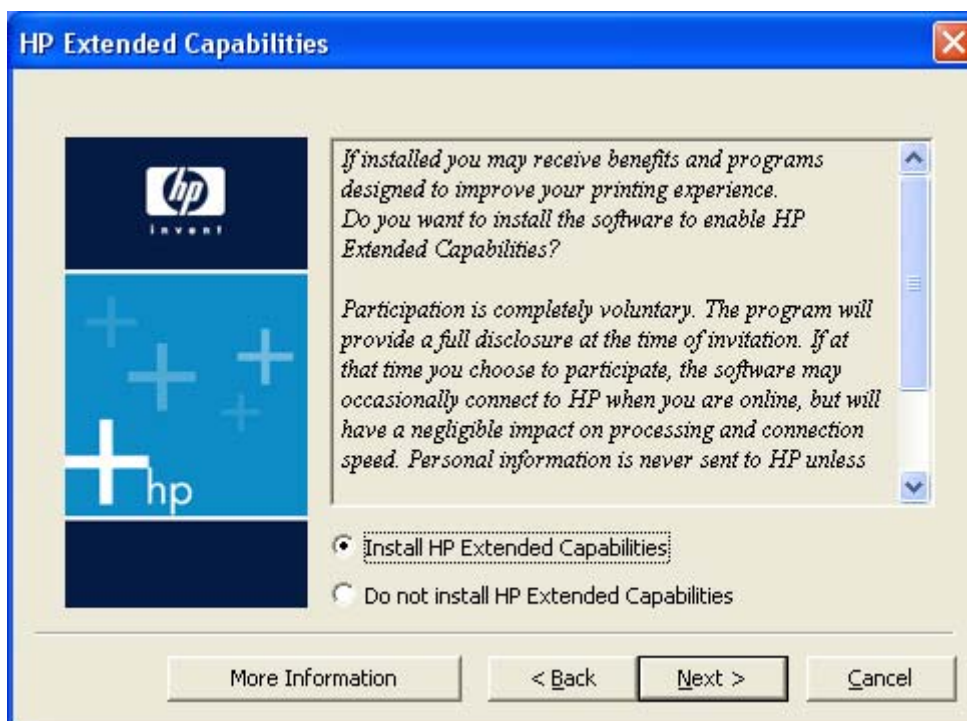 HP Extended Capabilities
hp
invent
hp
If installed you may receive benefits and programs
designed to improve your printing experience.
Do you want to install the software to enable HP
Extended Capabilities?
Participation is completely voluntary. The program will
provide a full disclosure at the time of invitation. If at
that time you choose to participate, the software may
occasionally connect to HP when you are online, but will
have a negligible impact on processing and connection
speed. Personal information is never sent to HP unless
Install HP Extended Capabilities
Do not install HP Extended Capabilities
More Information
< Back
Next >
Cancel